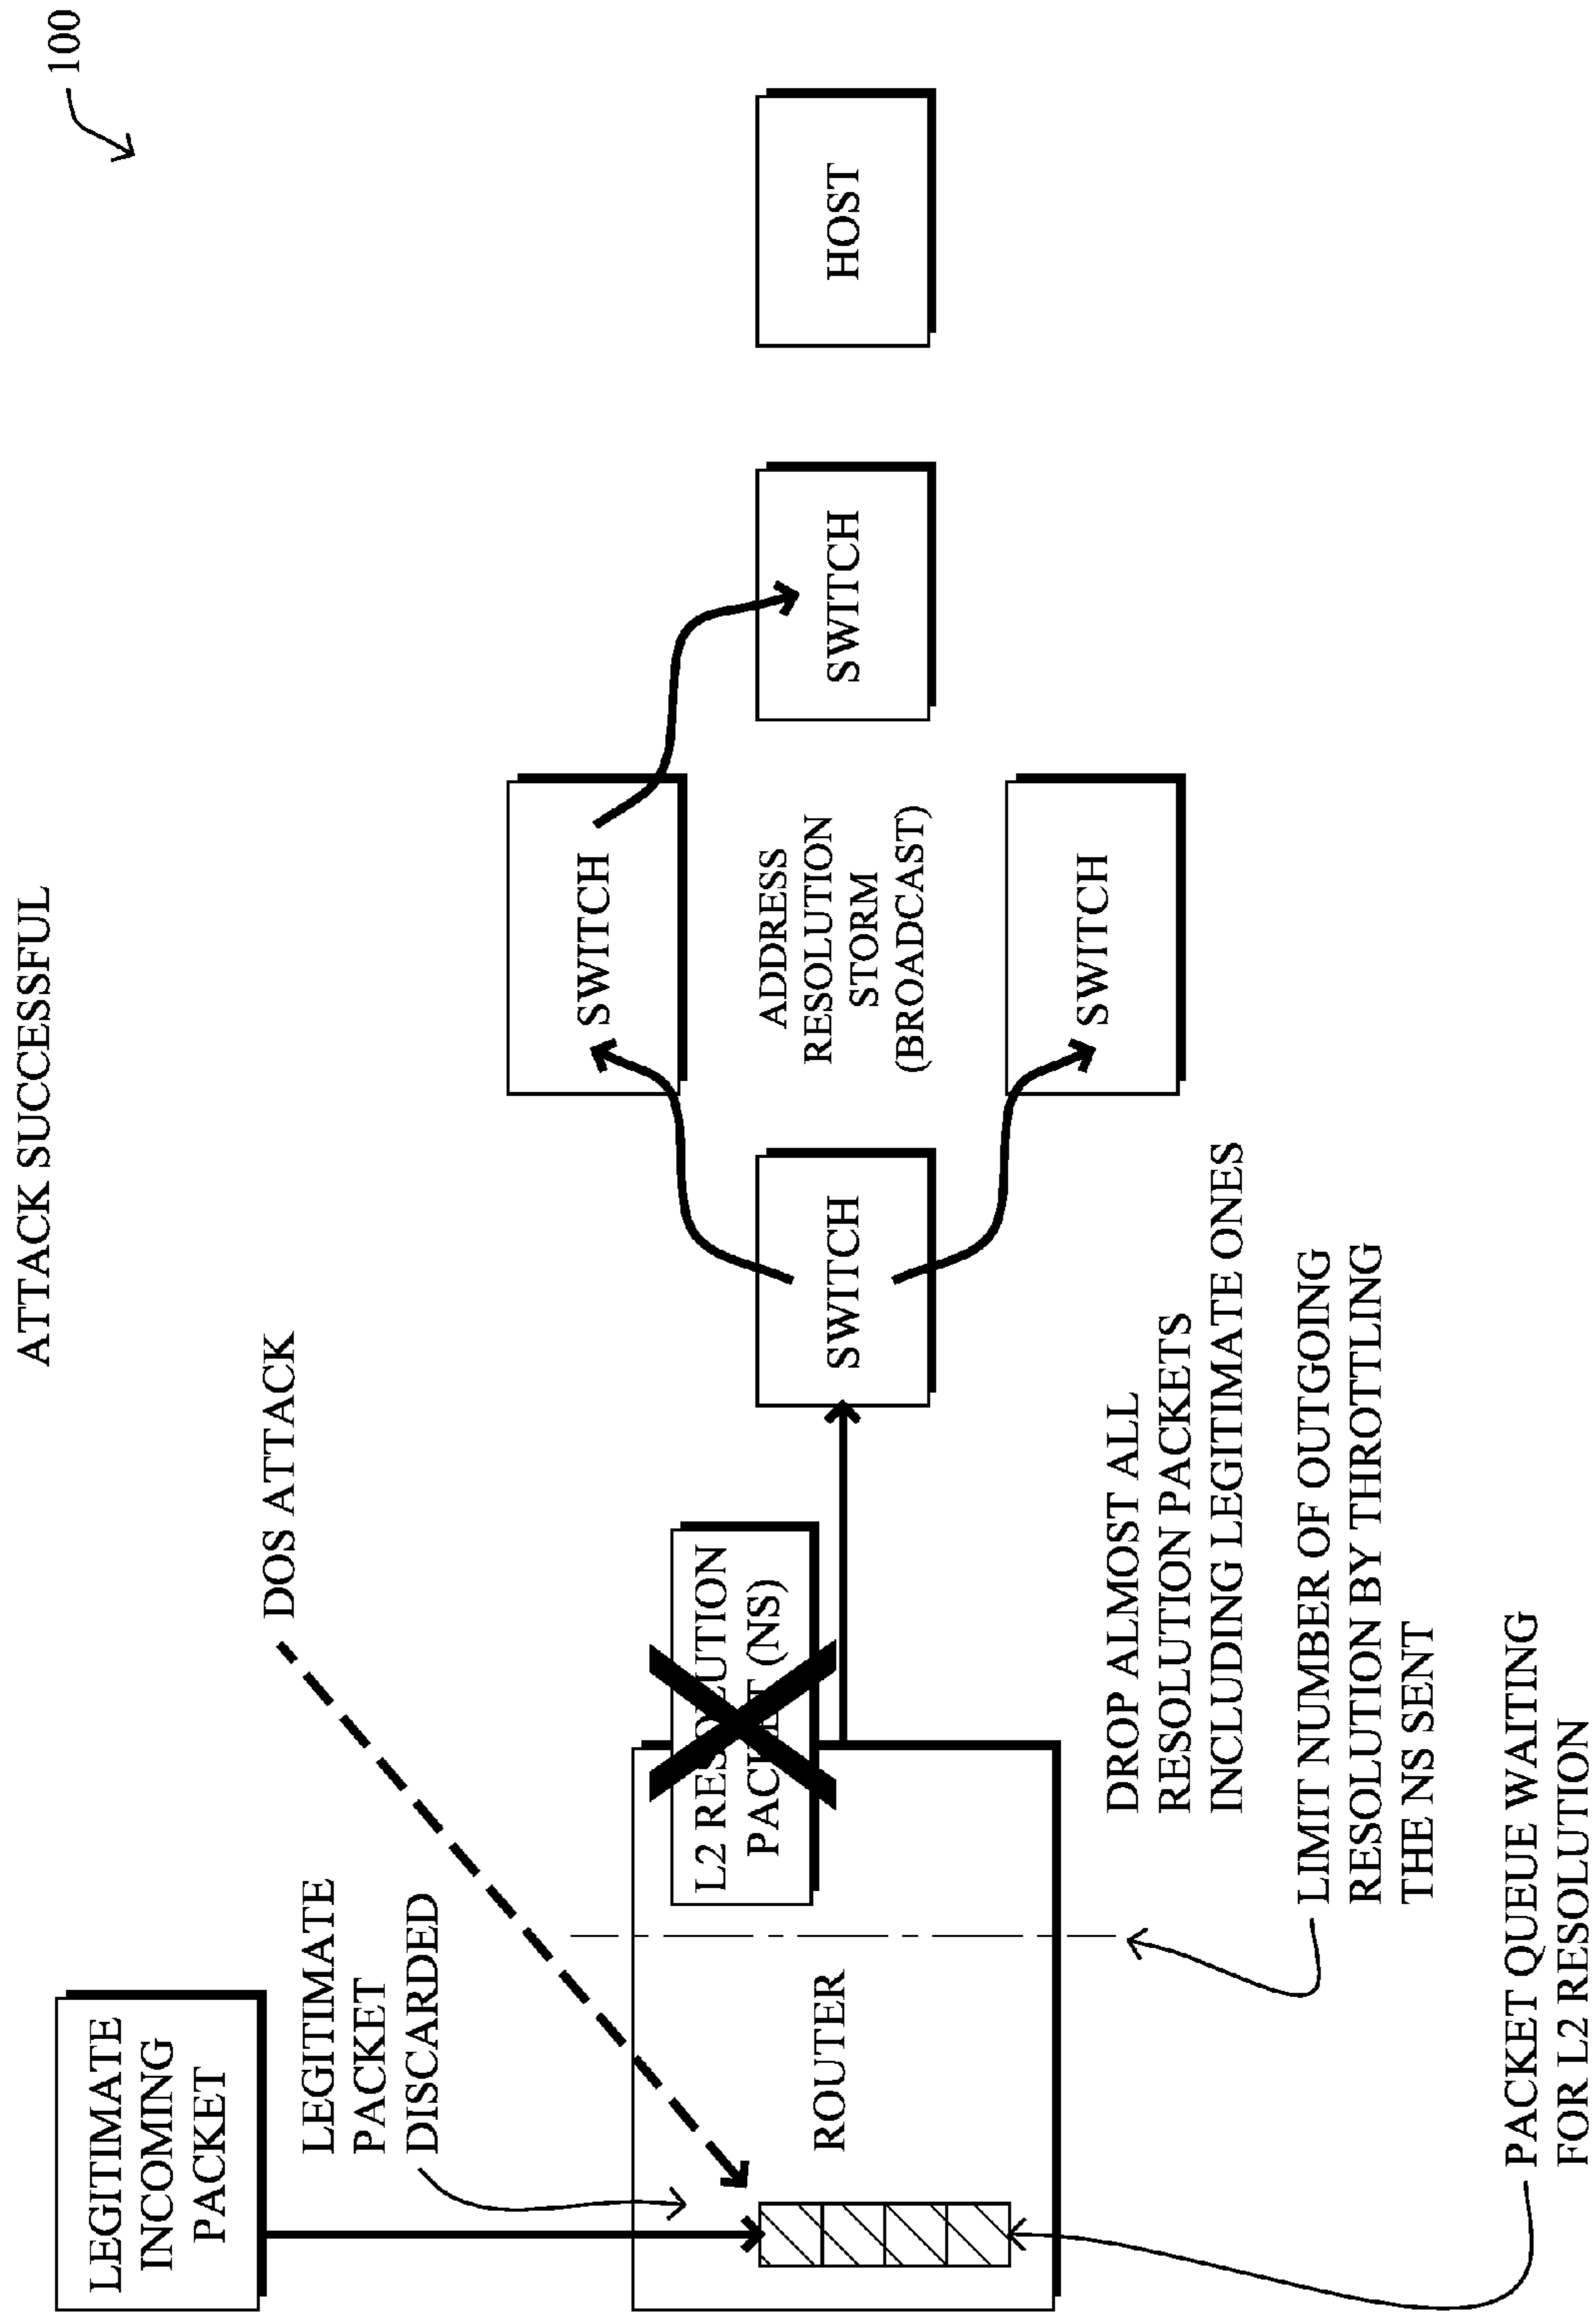 100
ATTACK SUCCESSFUL
LEGITIMATE
INCOMING
PACKET
DOS ATTACK
LEGITIMATE
PACKET
DISCARDED
ROUTER
L2 RESOLUTION
PACKET (NS)
SWITCH
SWITCH
ADDRESS
RESOLUTION
STORM
(BROADCAST)
SWITCH
SWITCH
HOST
DROP ALMOST ALL
RESOLUTION PACKETS
INCLUDING LEGITIMATE ONES
LIMIT NUMBER OF OUTGOING
RESOLUTION BY THROTTLING
THE NS SENT
PACKET QUEUE WAITING
FOR L2 RESOLUTION